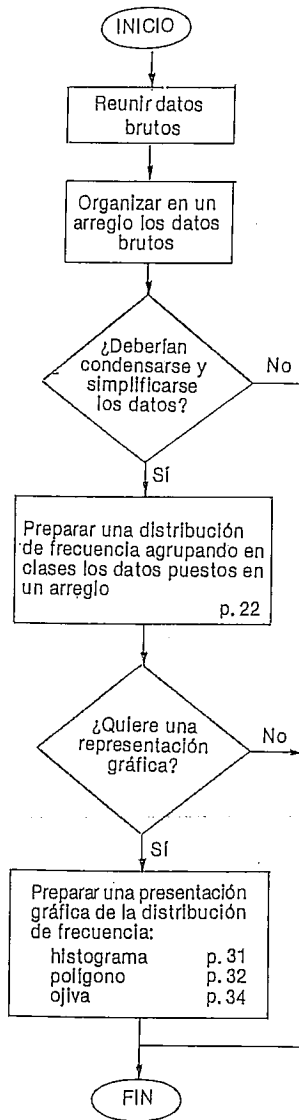 INICIO
Reunir datos
brutos
Organizar en un
arreglo los datos
brutos
¿Deberían
condensarse y
simplificarse
los datos?
No
Sí
Preparar una distribución
de frecuencia agrupando en
clases los datos puestos en
un arreglo
p. 22
¿Quiere una
representación
gráfica?
No
Sí
Preparar una presentación
gráfica de la distribución
de frecuencia:
histograma p. 31
polígono p. 32
ojiva p. 34
FIN